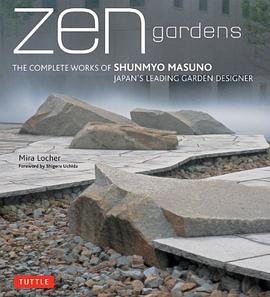 zen gardens
THE COMPLETE WORKS OF SHUNMYO MASUNO
JAPAN'S LEADING GARDEN DESIGNER
Mira Locher
Foreword by Shigeru Uchida
TUTTLE